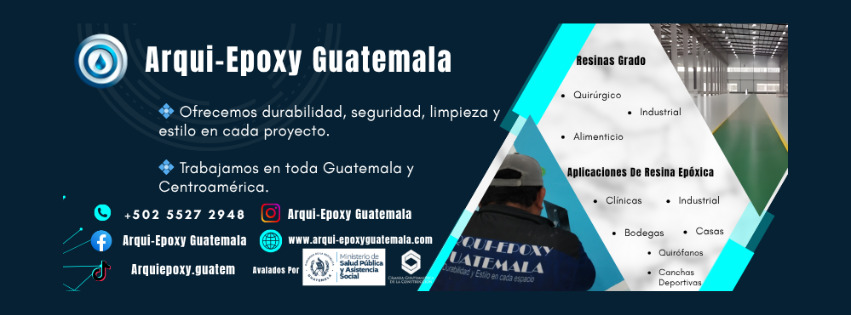 Arqui-Epoxy Guatemala
Ofrecemos durabilidad, seguridad, limpieza y
estilo en cada proyecto.
Trabajamos en toda Guatemala y
Centroamérica.
+502 5527 2948
Arqui-Epoxy Guatemala
Arqui-Epoxy Guatemala
www.arqui-epoxyguatemala.com
Arquiepoxy.guatem
Avalados Por
Ministerio de
Salud Pública
y Asistencia
Social
Resinas Grado
Quirúrgico
Industrial
Alimenticio
Aplicaciones De Resina Epóxica
Clínicas
Industrial
Bodegas
Casas
Quirófanos
Canchas
Deportivas
RQUI-EPOXY
UATEMALA
Durabilidad y Estilo en cada espacio